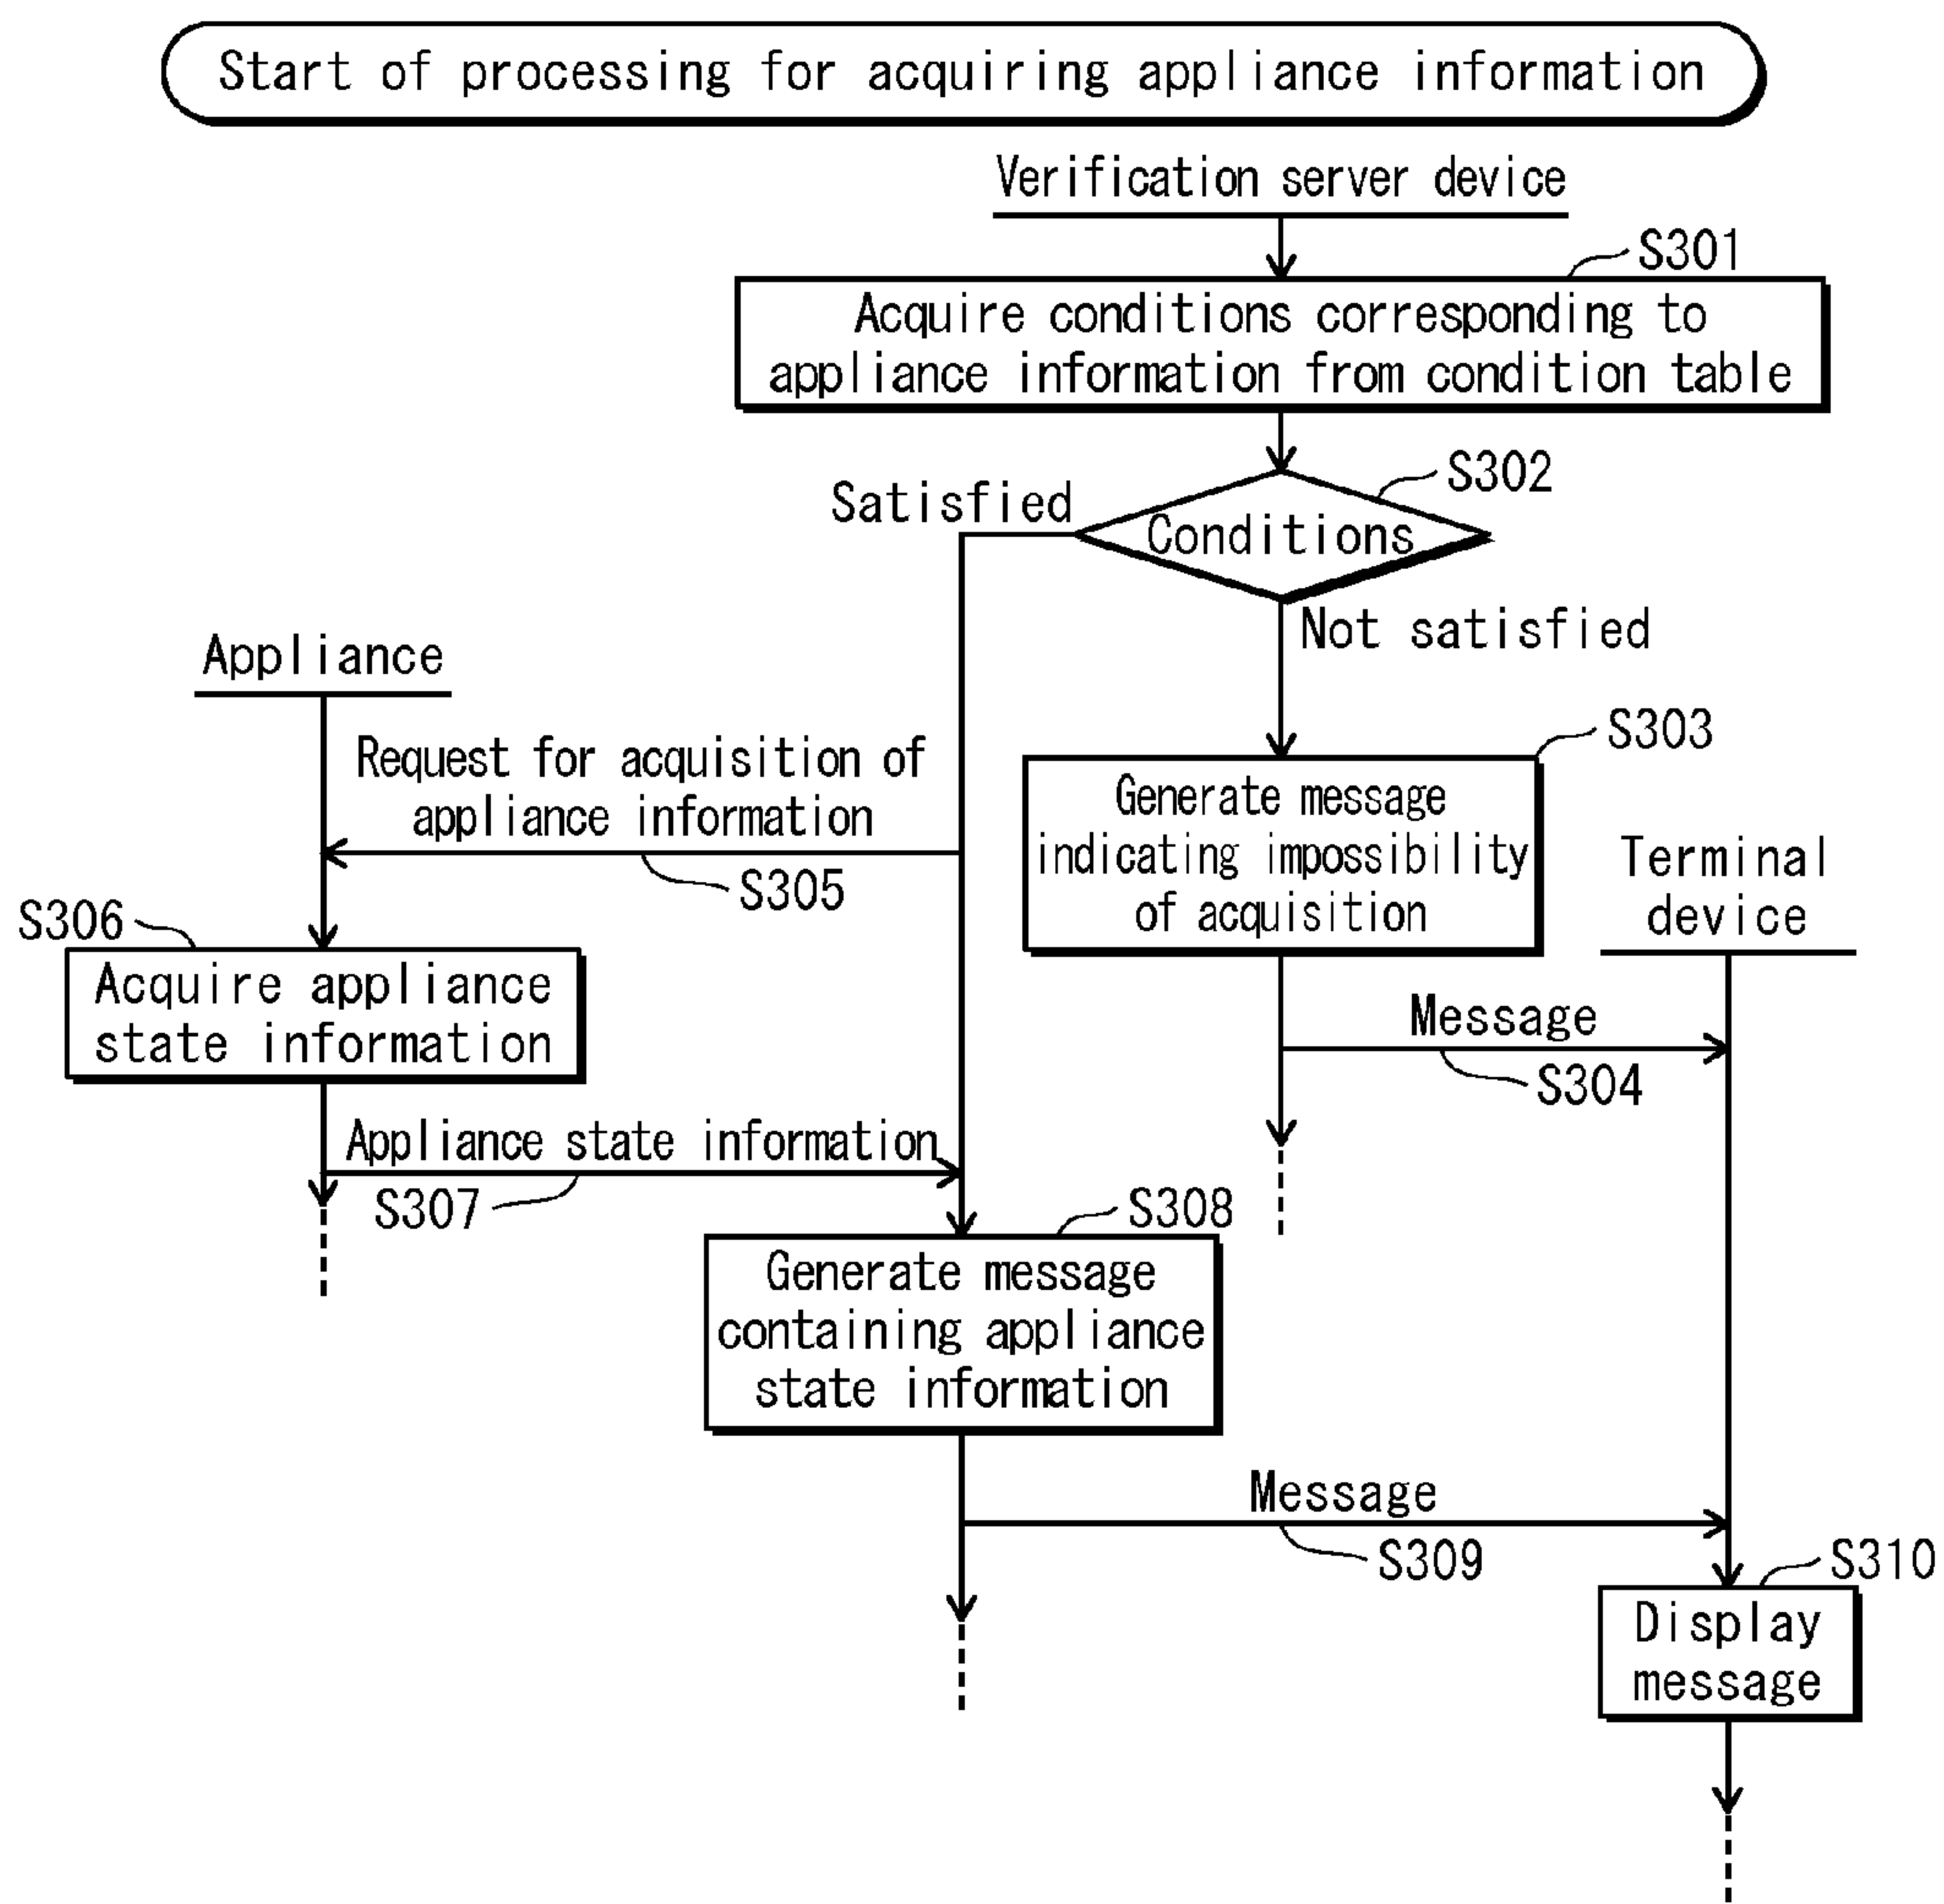 Start of processing for acquiring appliance information
Verification server device
S301
Acquire conditions corresponding to
appliance information from condition table
S302
Satisfied
Conditions
Not satisfied
Appliance
S303
Request for acquisition of
appliance information
Generate message
indicating impossibility
of acquisition
Terminal
device
S305
S306
Acquire appliance
state information
Message
S304
Appliance state information
S307
S308
Generate message
containing appliance
state information
Message
S309
S310
Display
message